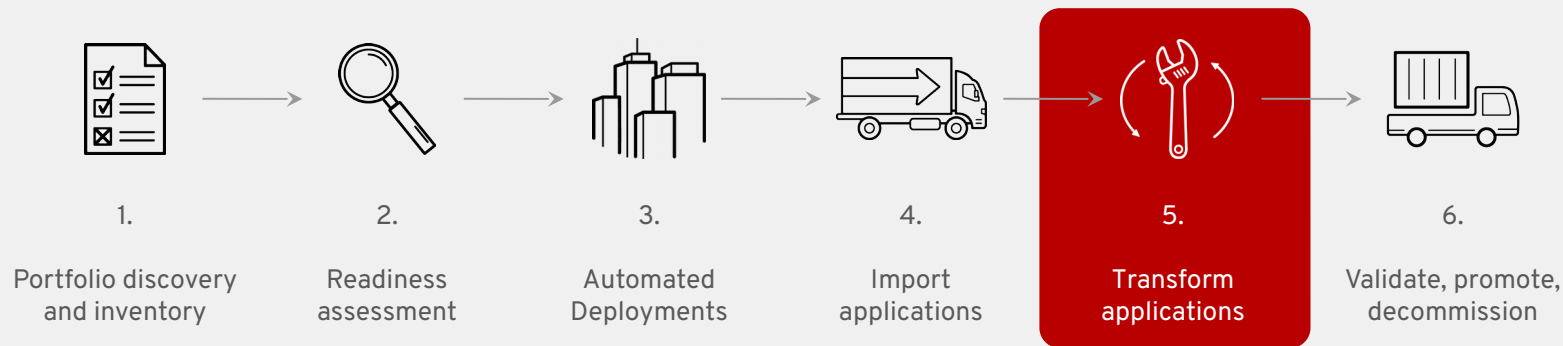 1.
Portfolio discovery
and inventory
2.
Readiness
assessment
3.
Automated
Deployments
4.
Import
applications
5.
Transform
applications
6.
Validate, promote,
decommission